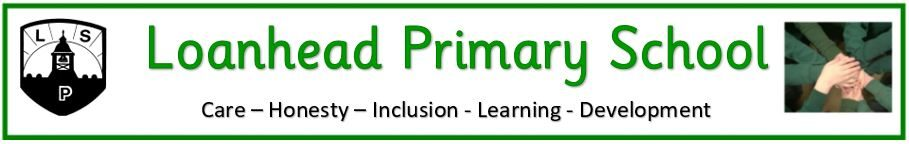 L S
P
Loanhead Primary School
Care – Honesty – Inclusion - Learning - Development